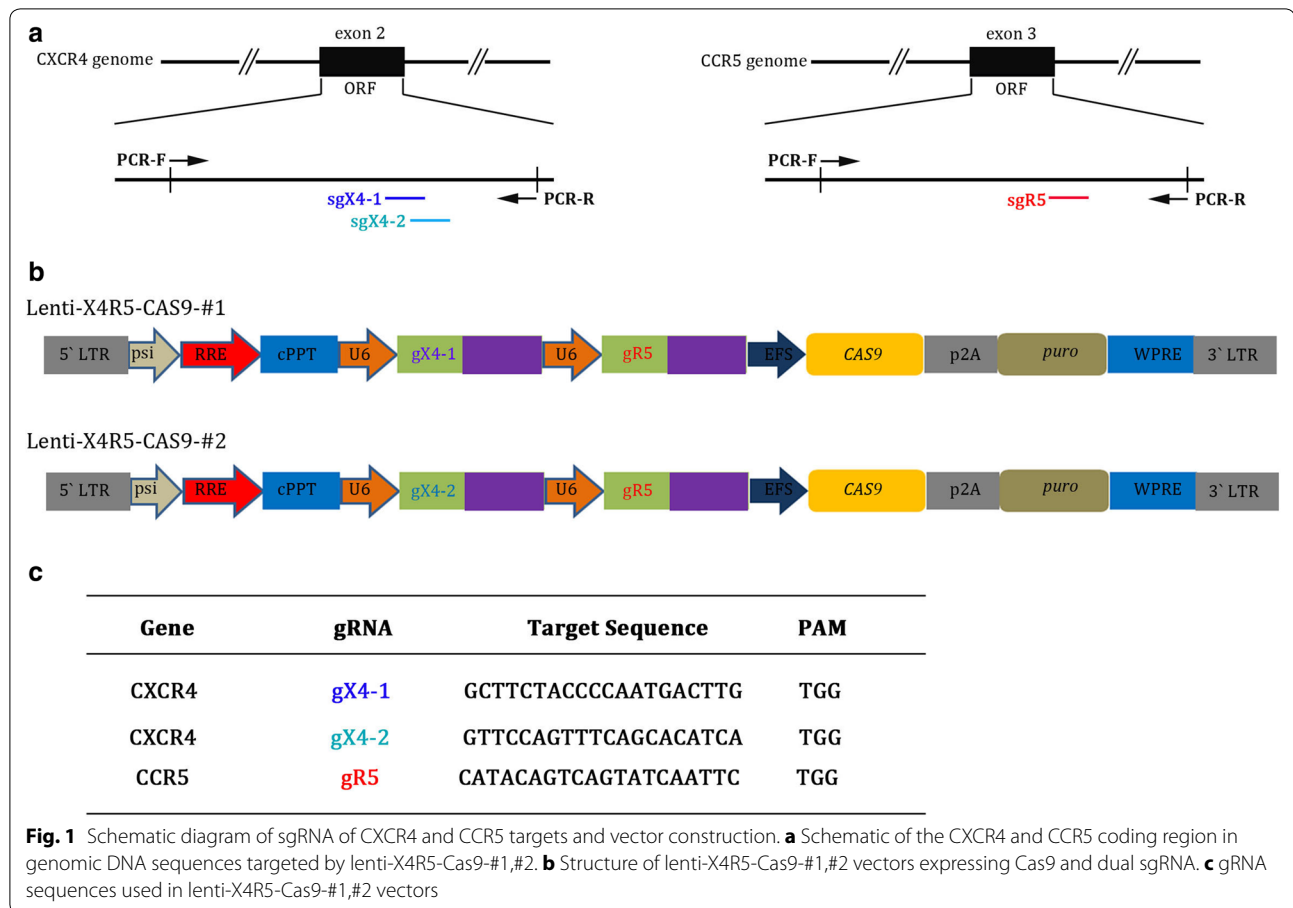 a
exon 2
exon 3
CXCR4 genome
CCR5 genome
ORF
ORF
PCR-F
PCR-F
sgX4-1
PCR-R
sgR5
PCR-R
sgX4-2
b
Lenti-X4R5-CAS9-#1
5` LTR psi RRE cPPT U6 gX4-1 U6 gR5 EFS CAS9 p2A puro WPRE 3` LTR
Lenti-X4R5-CAS9-#2
5` LTR psi RRE cPPT U6 gX4-2 U6 gR5 EFS CAS9 p2A puro WPRE 3` LTR
c
Gene gRNA Target Sequence PAM
CXCR4 gX4-1 GCTTCTACCCCAATGACTTG TGG
CXCR4 gX4-2 GTTCCAGTTTCAGCACATCA TGG
CCR5 gR5 CATACAGTCAGTATCAATTC TGG
Fig. 1 Schematic diagram of sgRNA of CXCR4 and CCR5 targets and vector construction. a Schematic of the CXCR4 and CCR5 coding region in
genomic DNA sequences targeted by lenti-X4R5-Cas9-#1,#2. b Structure of lenti-X4R5-Cas9-#1,#2 vectors expressing Cas9 and dual sgRNA. c gRNA
sequences used in lenti-X4R5-Cas9-#1,#2 vectors